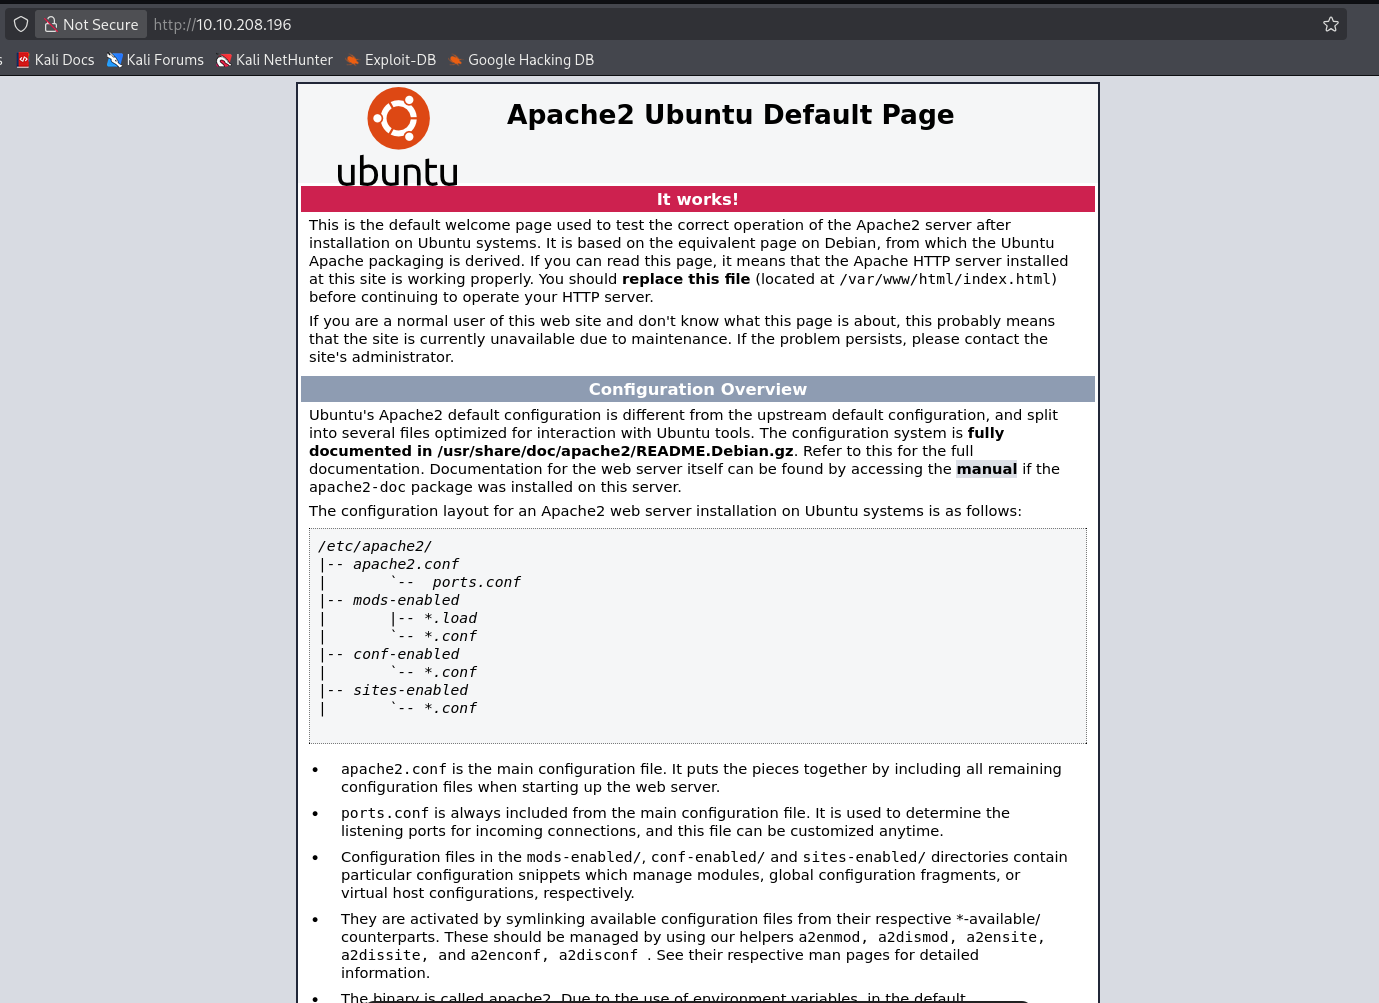 Not Secure http://10.10.208.196
s Kali Docs Kali Forums Kali NetHunter Exploit-DB Google Hacking DB
Apache2 Ubuntu Default Page
ubuntu
It works!
This is the default welcome page used to test the correct operation of the Apache2 server after
installation on Ubuntu systems. It is based on the equivalent page on Debian, from which the Ubuntu
Apache packaging is derived. If you can read this page, it means that the Apache HTTP server installed
at this site is working properly. You should replace this file (located at /var/www/html/index.html)
before continuing to operate your HTTP server.
If you are a normal user of this web site and don't know what this page is about, this probably means
that the site is currently unavailable due to maintenance. If the problem persists, please contact the
site's administrator.
Configuration Overview
Ubuntu's Apache2 default configuration is different from the upstream default configuration, and split
into several files optimized for interaction with Ubuntu tools. The configuration system is fully
documented in /usr/share/doc/apache2/README.Debian.gz. Refer to this for the full
documentation. Documentation for the web server itself can be found by accessing the manual if the
apache2-doc package was installed on this server.
The configuration layout for an Apache2 web server installation on Ubuntu systems is as follows:
/etc/apache2/
|-- apache2.conf
|       `--  ports.conf
|-- mods-enabled
|       |-- *.load
|       `-- *.conf
|-- conf-enabled
|       `-- *.conf
|-- sites-enabled
|       `-- *.conf
• apache2.conf is the main configuration file. It puts the pieces together by including all remaining
configuration files when starting up the web server.
• ports.conf is always included from the main configuration file. It is used to determine the
listening ports for incoming connections, and this file can be customized anytime.
• Configuration files in the mods-enabled/, conf-enabled/ and sites-enabled/ directories contain
particular configuration snippets which manage modules, global configuration fragments, or
virtual host configurations, respectively.
• They are activated by symlinking available configuration files from their respective *-available/
counterparts. These should be managed by using our helpers a2enmod, a2dismod, a2ensite,
a2dissite, and a2enconf, a2disconf . See their respective man pages for detailed
information.
• The binary is called apache2. Due to the use of environment variables, in the default